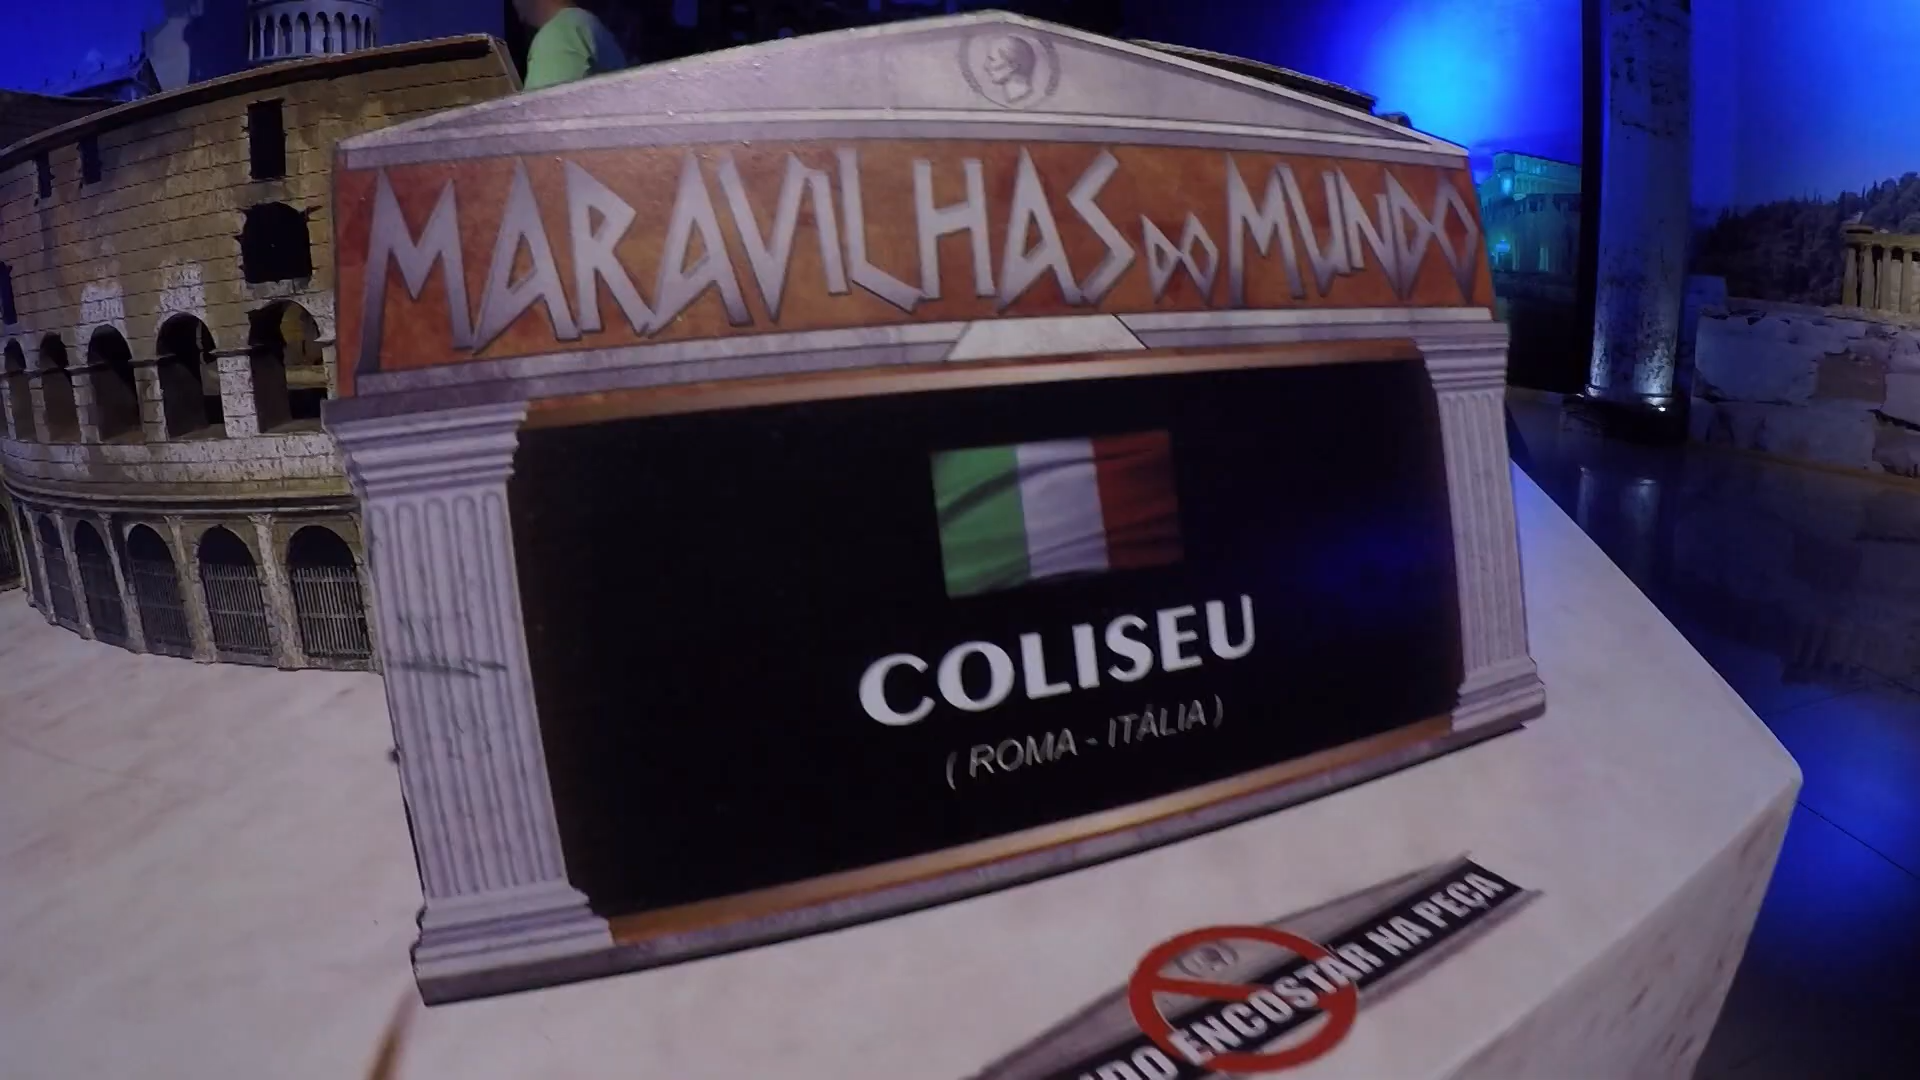 MARAVILHAS DO MUNDO
COLISEU
( ROMA - ITÁLIA )
ENCOSTAR NA PEÇA